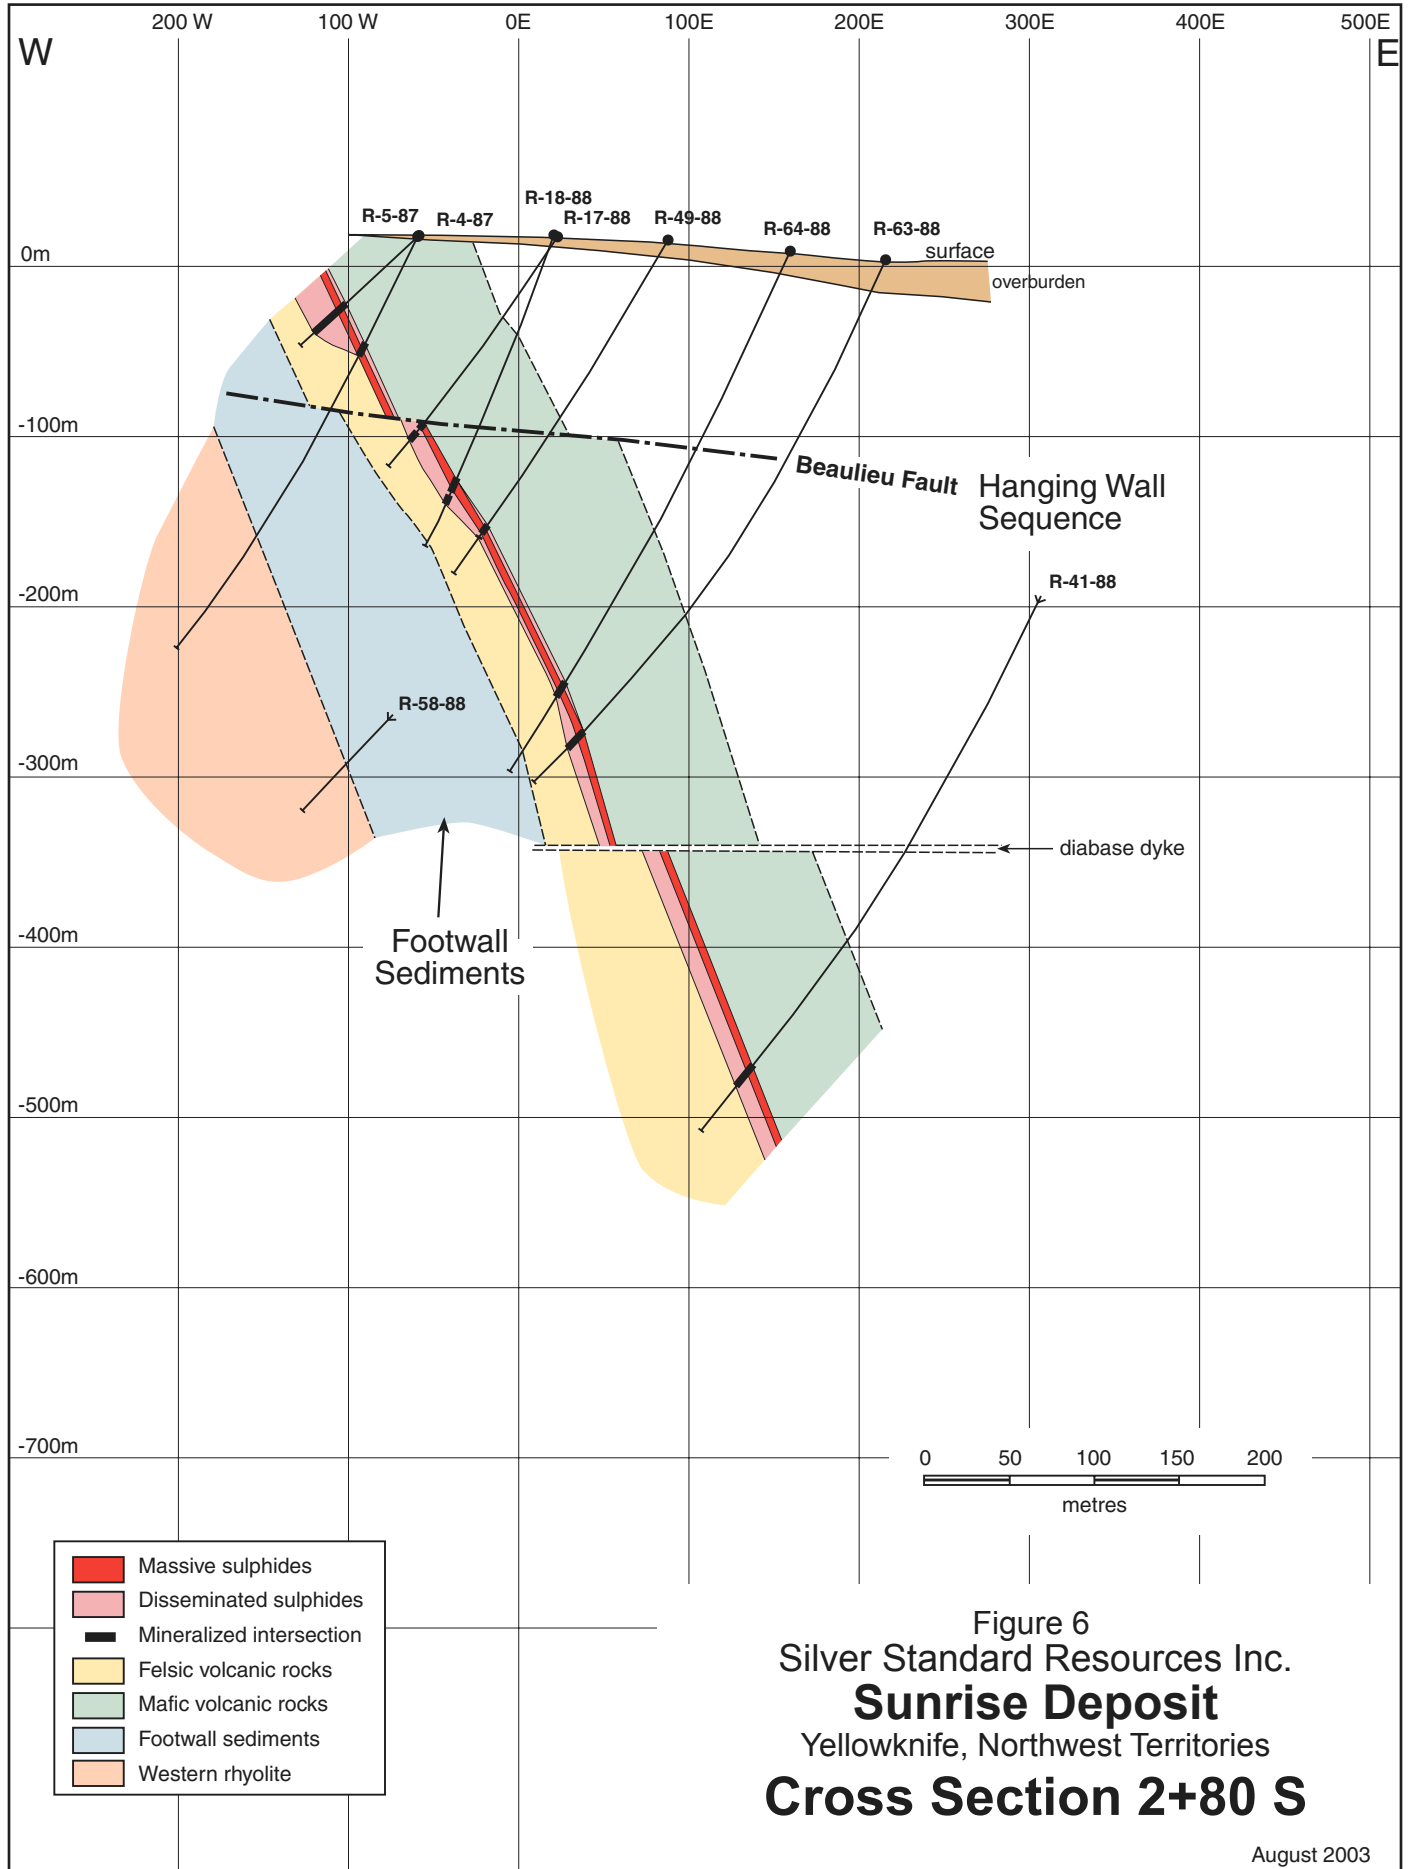 200 W
100 W
0E
100E
200E
300E
400E
500E
W
E
R-18-88
R-5-87
R-4-87
R-17-88
R-49-88
R-64-88
R-63-88
surface
0m
overburden
-100m
Beaulieu Fault
Hanging Wall
Sequence
R-41-88
-200m
R-58-88
-300m
diabase dyke
-400m
Footwall
Sediments
-500m
-600m
-700m
0
50
100
150
200
metres
Massive sulphides
Disseminated sulphides
Mineralized intersection
Felsic volcanic rocks
Mafic volcanic rocks
Footwall sediments
Western rhyolite
Figure 6
Silver Standard Resources Inc.
Sunrise Deposit
Yellowknife, Northwest Territories
Cross Section 2+80 S
August 2003